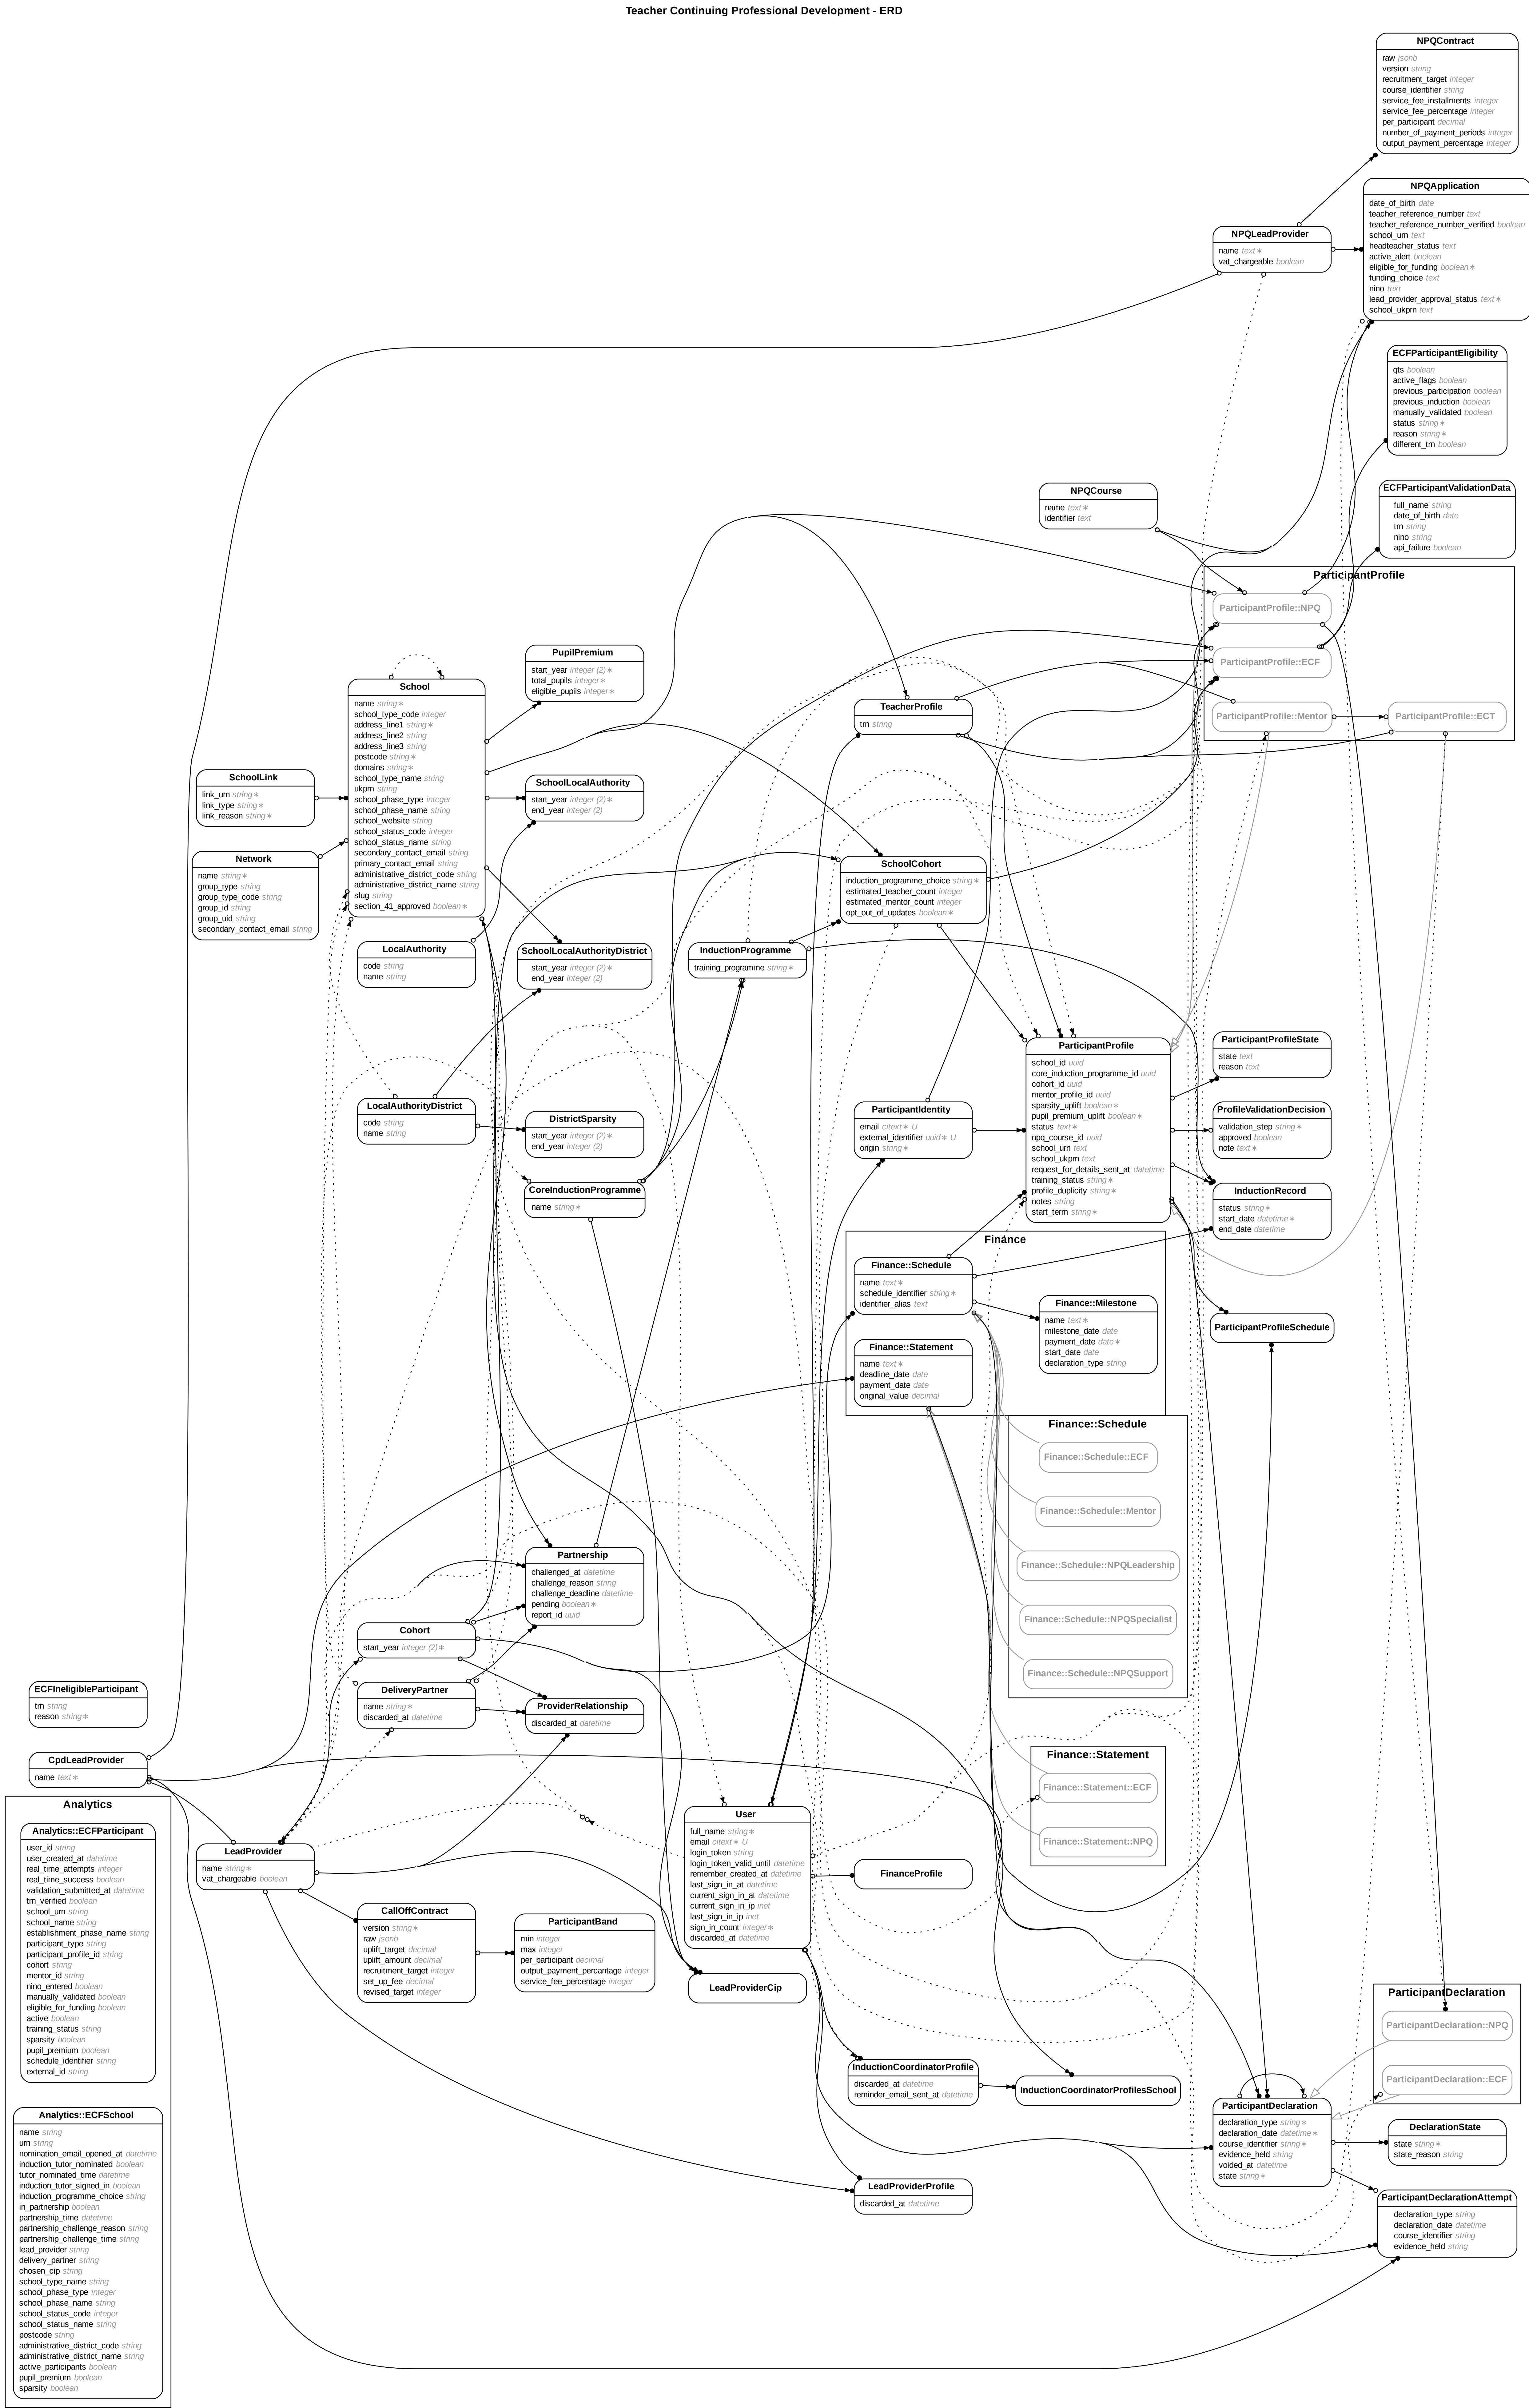 Teacher Continuing Professional Development - ERD
NPQContract
raw jsonb
version string
recruitment_target integer
course_identifier string
service_fee_installments integer
service_fee_percentage integer
per_participant decimal
number_of_payment_periods integer
output_payment_percentage integer
NPQApplication
date_of_birth date
teacher_reference_number text
teacher_reference_number_verified boolean
school_urn text
headteacher_status text
active_alert boolean
eligible_for_funding boolean∗
funding_choice text
nino text
lead_provider_approval_status text∗
school_ukprn text
NPQLeadProvider
name text∗
vat_chargeable boolean
ECFParticipantEligibility
qts boolean
active_flags boolean
previous_participation boolean
previous_induction boolean
manually_validated boolean
status string∗
reason string∗
different_trn boolean
NPQCourse
name text∗
identifier text
ECFParticipantValidationData
full_name string
date_of_birth date
trn string
nino string
api_failure boolean
ParticipantProfile
ParticipantProfile::NPQ
ParticipantProfile::ECF
ParticipantProfile::Mentor
ParticipantProfile::ECT
PupilPremium
start_year integer (2)∗
total_pupils integer∗
eligible_pupils integer∗
School
name string∗
school_type_code integer
address_line1 string∗
address_line2 string
address_line3 string
postcode string∗
domains string∗
school_type_name string
ukprn string
school_phase_type integer
school_phase_name string
school_website string
school_status_code integer
school_status_name string
secondary_contact_email string
primary_contact_email string
administrative_district_code string
administrative_district_name string
slug string
section_41_approved boolean∗
TeacherProfile
trn string
SchoolLink
link_urn string∗
link_type string∗
link_reason string∗
SchoolLocalAuthority
start_year integer (2)∗
end_year integer (2)
Network
name string∗
group_type string
group_type_code string
group_id string
group_uid string
secondary_contact_email string
SchoolCohort
induction_programme_choice string∗
estimated_teacher_count integer
estimated_mentor_count integer
opt_out_of_updates boolean∗
LocalAuthority
code string
name string
SchoolLocalAuthorityDistrict
start_year integer (2)∗
end_year integer (2)
InductionProgramme
training_programme string∗
ParticipantProfile
school_id uuid
core_induction_programme_id uuid
cohort_id uuid
mentor_profile_id uuid
sparsity_uplift boolean∗
pupil_premium_uplift boolean∗
status text∗
npq_course_id uuid
school_urn text
school_ukprn text
request_for_details_sent_at datetime
training_status string∗
profile_duplicity string∗
notes string
start_term string∗
ParticipantProfileState
state text
reason text
LocalAuthorityDistrict
code string
name string
DistrictSparsity
start_year integer (2)∗
end_year integer (2)
ParticipantIdentity
email citext∗ U
external_identifier uuid∗ U
origin string∗
ProfileValidationDecision
validation_step string∗
approved boolean
note text∗
CoreInductionProgramme
name string∗
InductionRecord
status string∗
start_date datetime∗
end_date datetime
Finance
Finance::Schedule
name text∗
schedule_identifier string∗
identifier_alias text
Finance::Milestone
name text∗
milestone_date date
payment_date date∗
start_date date
declaration_type string
Finance::Statement
name text∗
deadline_date date
payment_date date
original_value decimal
ParticipantProfileSchedule
Finance::Schedule
Finance::Schedule::ECF
Finance::Schedule::Mentor
Finance::Schedule::NPQLeadership
Finance::Schedule::NPQSpecialist
Finance::Schedule::NPQSupport
Partnership
challenged_at datetime
challenge_reason string
challenge_deadline datetime
pending boolean∗
report_id uuid
Cohort
start_year integer (2)∗
DeliveryPartner
name string∗
discarded_at datetime
ProviderRelationship
discarded_at datetime
ECFIneligibleParticipant
trn string
reason string∗
CpdLeadProvider
name text∗
Finance::Statement
Finance::Statement::ECF
Finance::Statement::NPQ
Analytics
Analytics::ECFParticipant
user_id string
user_created_at datetime
real_time_attempts integer
real_time_success boolean
validation_submitted_at datetime
trn_verified boolean
school_urn string
school_name string
establishment_phase_name string
participant_type string
participant_profile_id string
cohort string
mentor_id string
nino_entered boolean
manually_validated boolean
eligible_for_funding boolean
active boolean
training_status string
sparsity boolean
pupil_premium boolean
schedule_identifier string
external_id string
LeadProvider
name string∗
vat_chargeable boolean
User
full_name string∗
email citext∗ U
login_token string
login_token_valid_until datetime
remember_created_at datetime
last_sign_in_at datetime
current_sign_in_at datetime
current_sign_in_ip inet
last_sign_in_ip inet
sign_in_count integer∗
discarded_at datetime
FinanceProfile
CallOffContract
version string∗
raw jsonb
uplift_target decimal
uplift_amount decimal
recruitment_target integer
set_up_fee decimal
revised_target integer
ParticipantBand
min integer
max integer
per_participant decimal
output_payment_percantage integer
service_fee_percentage integer
LeadProviderCip
InductionCoordinatorProfile
discarded_at datetime
reminder_email_sent_at datetime
InductionCoordinatorProfilesSchool
ParticipantDeclaration
ParticipantDeclaration::NPQ
ParticipantDeclaration::ECF
ParticipantDeclaration
declaration_type string∗
declaration_date datetime∗
course_identifier string∗
evidence_held string
voided_at datetime
state string∗
DeclarationState
state string∗
state_reason string
LeadProviderProfile
discarded_at datetime
ParticipantDeclarationAttempt
declaration_type string
declaration_date datetime
course_identifier string
evidence_held string
Analytics::ECFSchool
name string
urn string
nomination_email_opened_at datetime
induction_tutor_nominated boolean
tutor_nominated_time datetime
induction_tutor_signed_in boolean
induction_programme_choice string
in_partnership boolean
partnership_time datetime
partnership_challenge_reason string
partnership_challenge_time string
lead_provider string
delivery_partner string
chosen_cip string
school_type_name string
school_phase_type integer
school_phase_name string
school_status_code integer
school_status_name string
postcode string
administrative_district_code string
administrative_district_name string
active_participants boolean
pupil_premium boolean
sparsity boolean